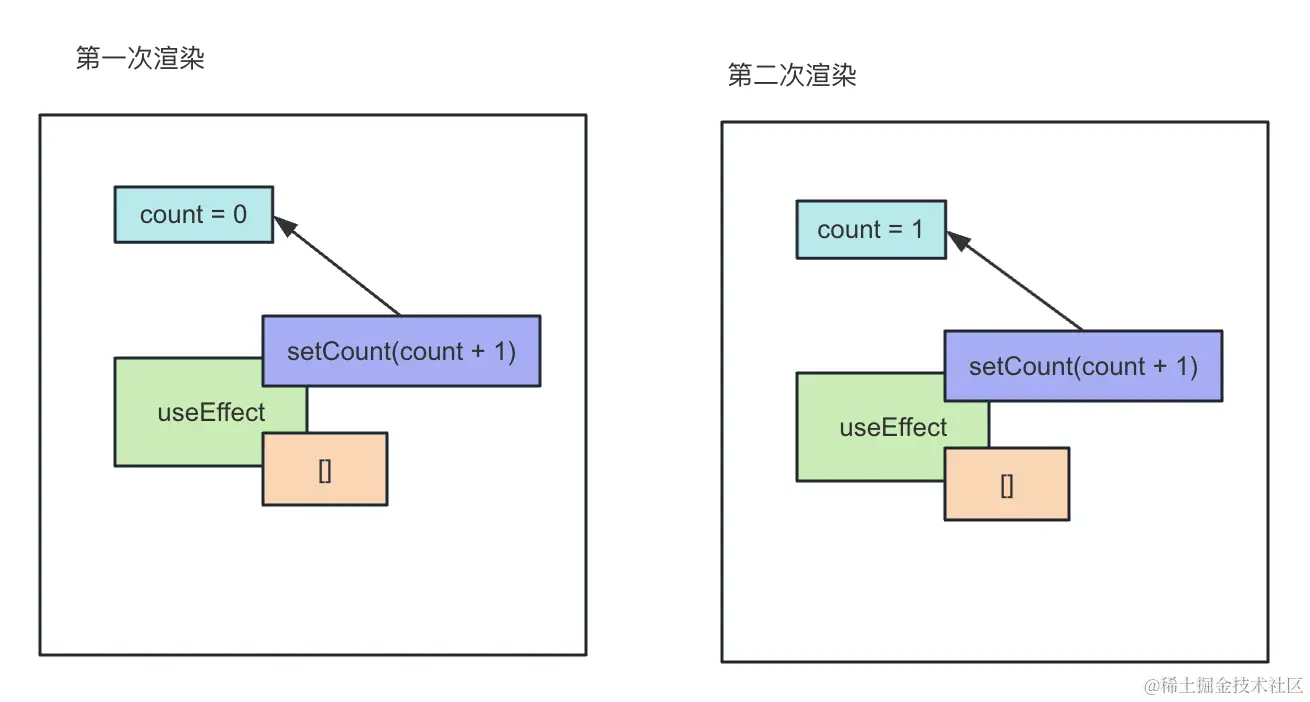 第一次渲染
count = 0
setCount(count + 1)
useEffect
[]
第二次渲染
count = 1
setCount(count + 1)
useEffect
[]
@稀土掘金技术社区